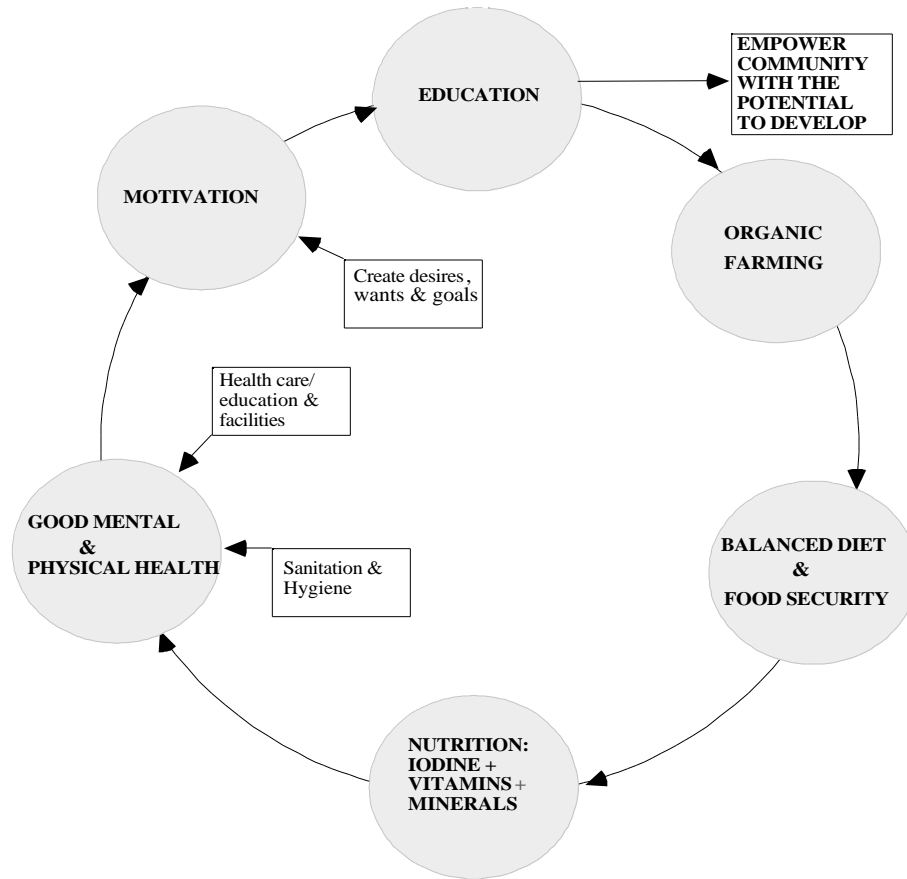 EDUCATION
EMPOWER
COMMUNITY
WITH THE
POTENTIAL
TO DEVELOP
MOTIVATION
ORGANIC
FARMING
Create desires,
wants & goals
Health care/
education &
facilities
GOOD MENTAL
&
PHYSICAL HEALTH
Sanitation &
Hygiene
BALANCED DIET
&
FOOD SECURITY
NUTRITION:
IODINE +
VITAMINS +
MINERALS